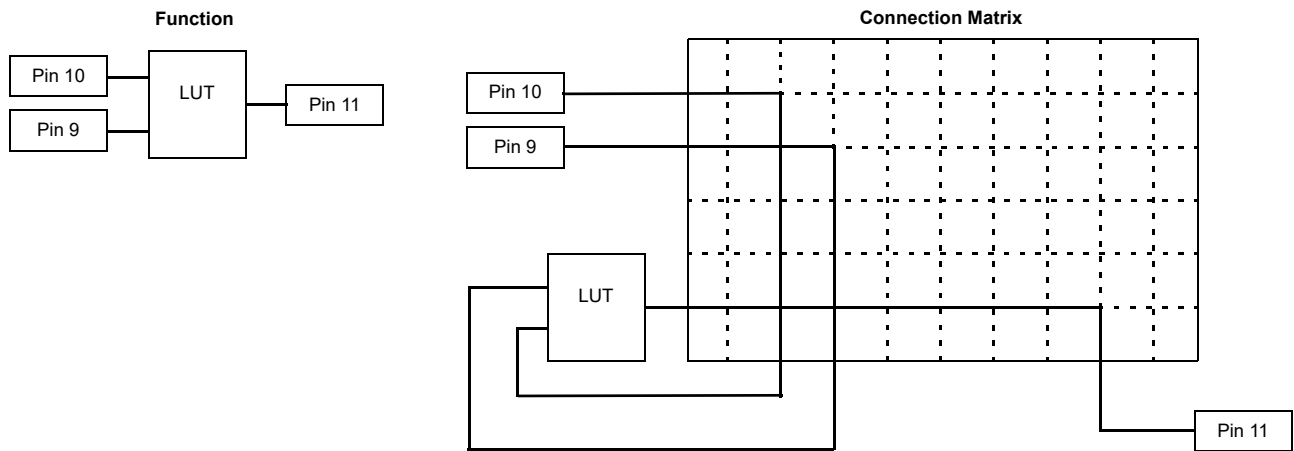 Function
Pin 10
Pin 9
LUT
Pin 11
Connection Matrix
Pin 10
Pin 9
LUT
Pin 11